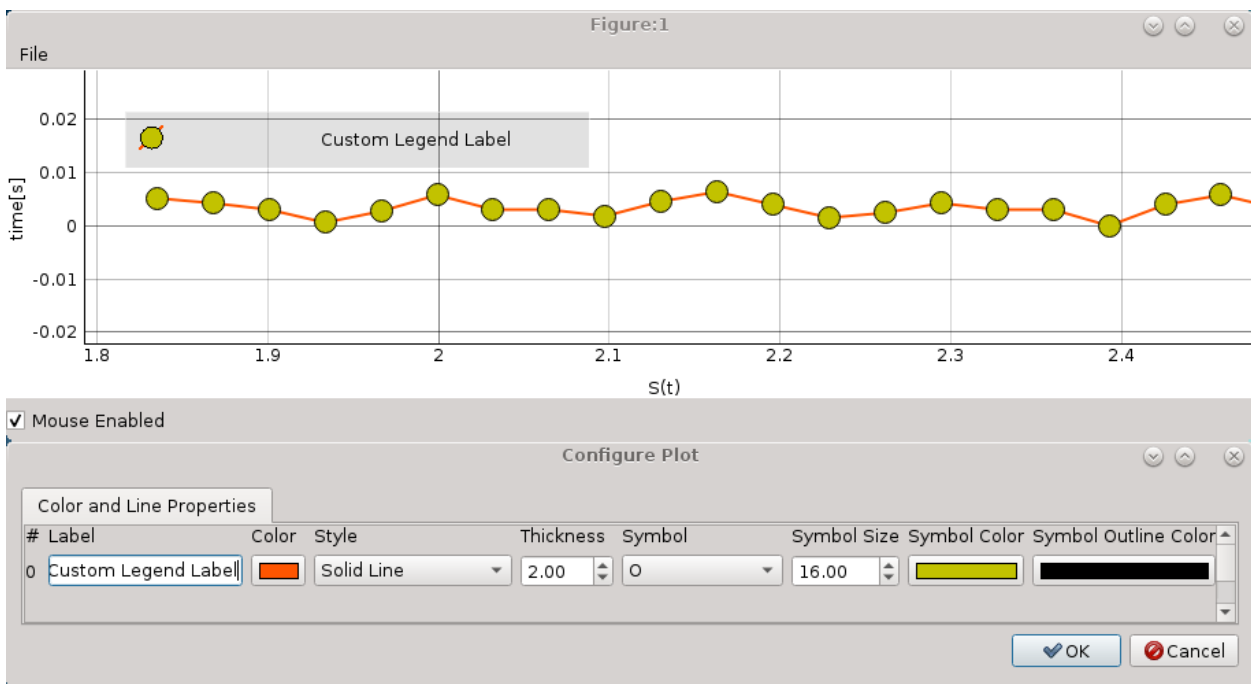 Figure:1
File
0.02
Custom Legend Label
0.01
time[s]
0
-0.01
-0.02
1.8 1.9 2 2.1 2.2 2.3 2.4
S(t)
Mouse Enabled
Configure Plot
Color and Line Properties
# Label Color Style Thickness Symbol Symbol Size Symbol Color Symbol Outline Color
0 Custom Legend Label Solid Line 2.00 O 16.00
OK Cancel